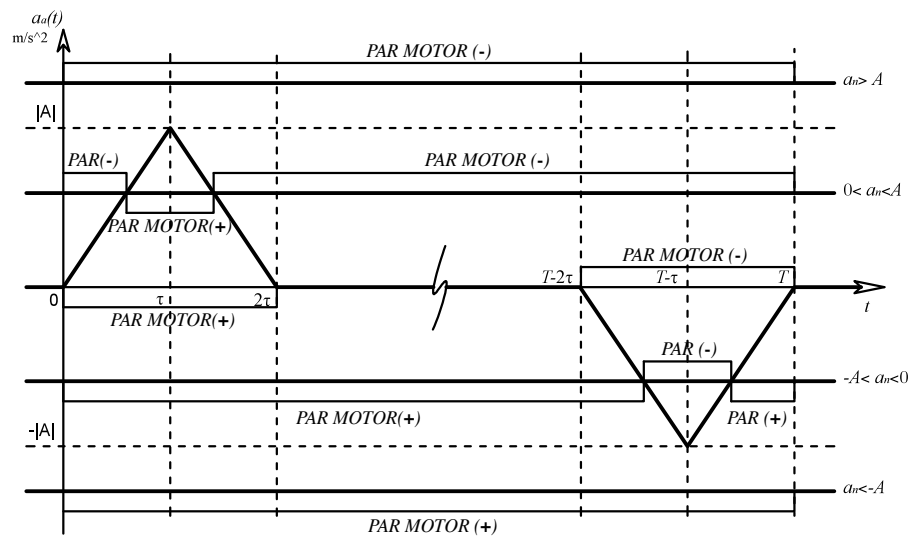 aa(t)
m/s^2
PAR MOTOR (-)
an> A
|A|
PAR(-)
PAR MOTOR (-)
0< an<A
PAR MOTOR(+)
PAR MOTOR (-)
T-2τ
T-τ
T
0
τ
2τ
t
PAR MOTOR(+)
PAR (-)
-A< an<0
PAR MOTOR(+)
PAR (+)
-|A|
an<-A
PAR MOTOR (+)